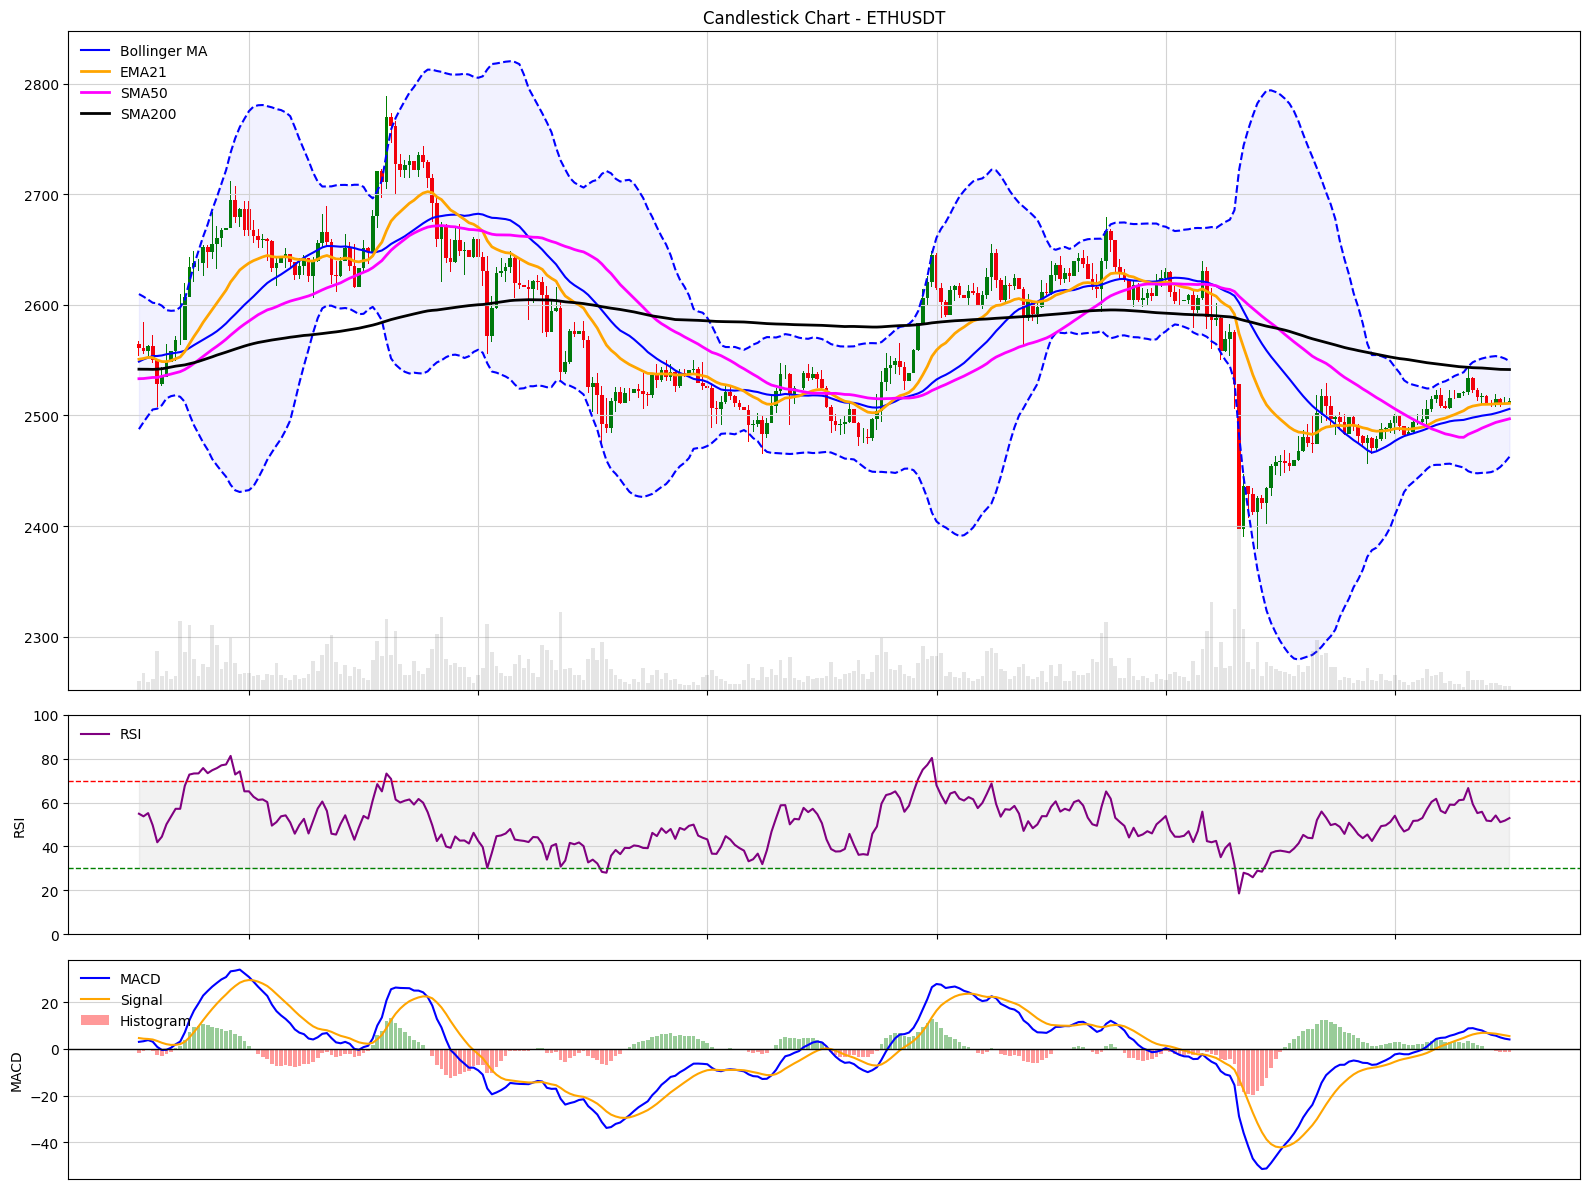 Candlestick Chart - ETHUSDT
Bollinger MA
EMA21
SMA50
SMA200
2800
2700
2600
2500
2400
2300
100
80
60
40
20
0
RSI
RSI
20
0
−20
−40
MACD
MACD
Signal
Histogram